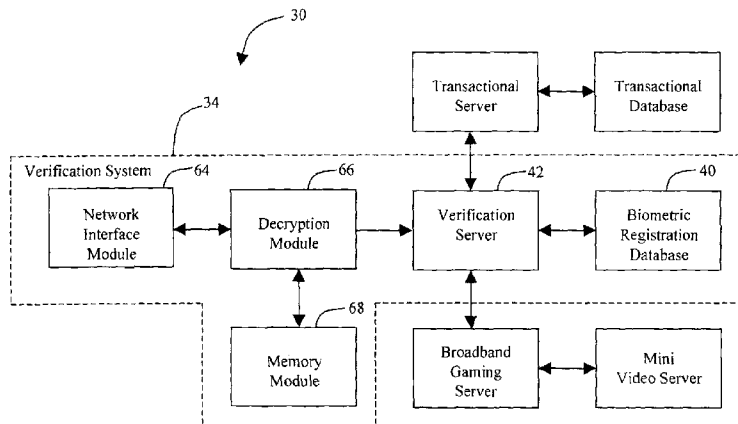 30
Transactional
Server
Transactional
Database
34
Verification System
64
66
42
40
Network
Interface
Module
Decryption
Module
Verification
Server
Biometric
Registration
Database
68
Memory
Module
Broadband
Gaming
Server
Mini
Video Server